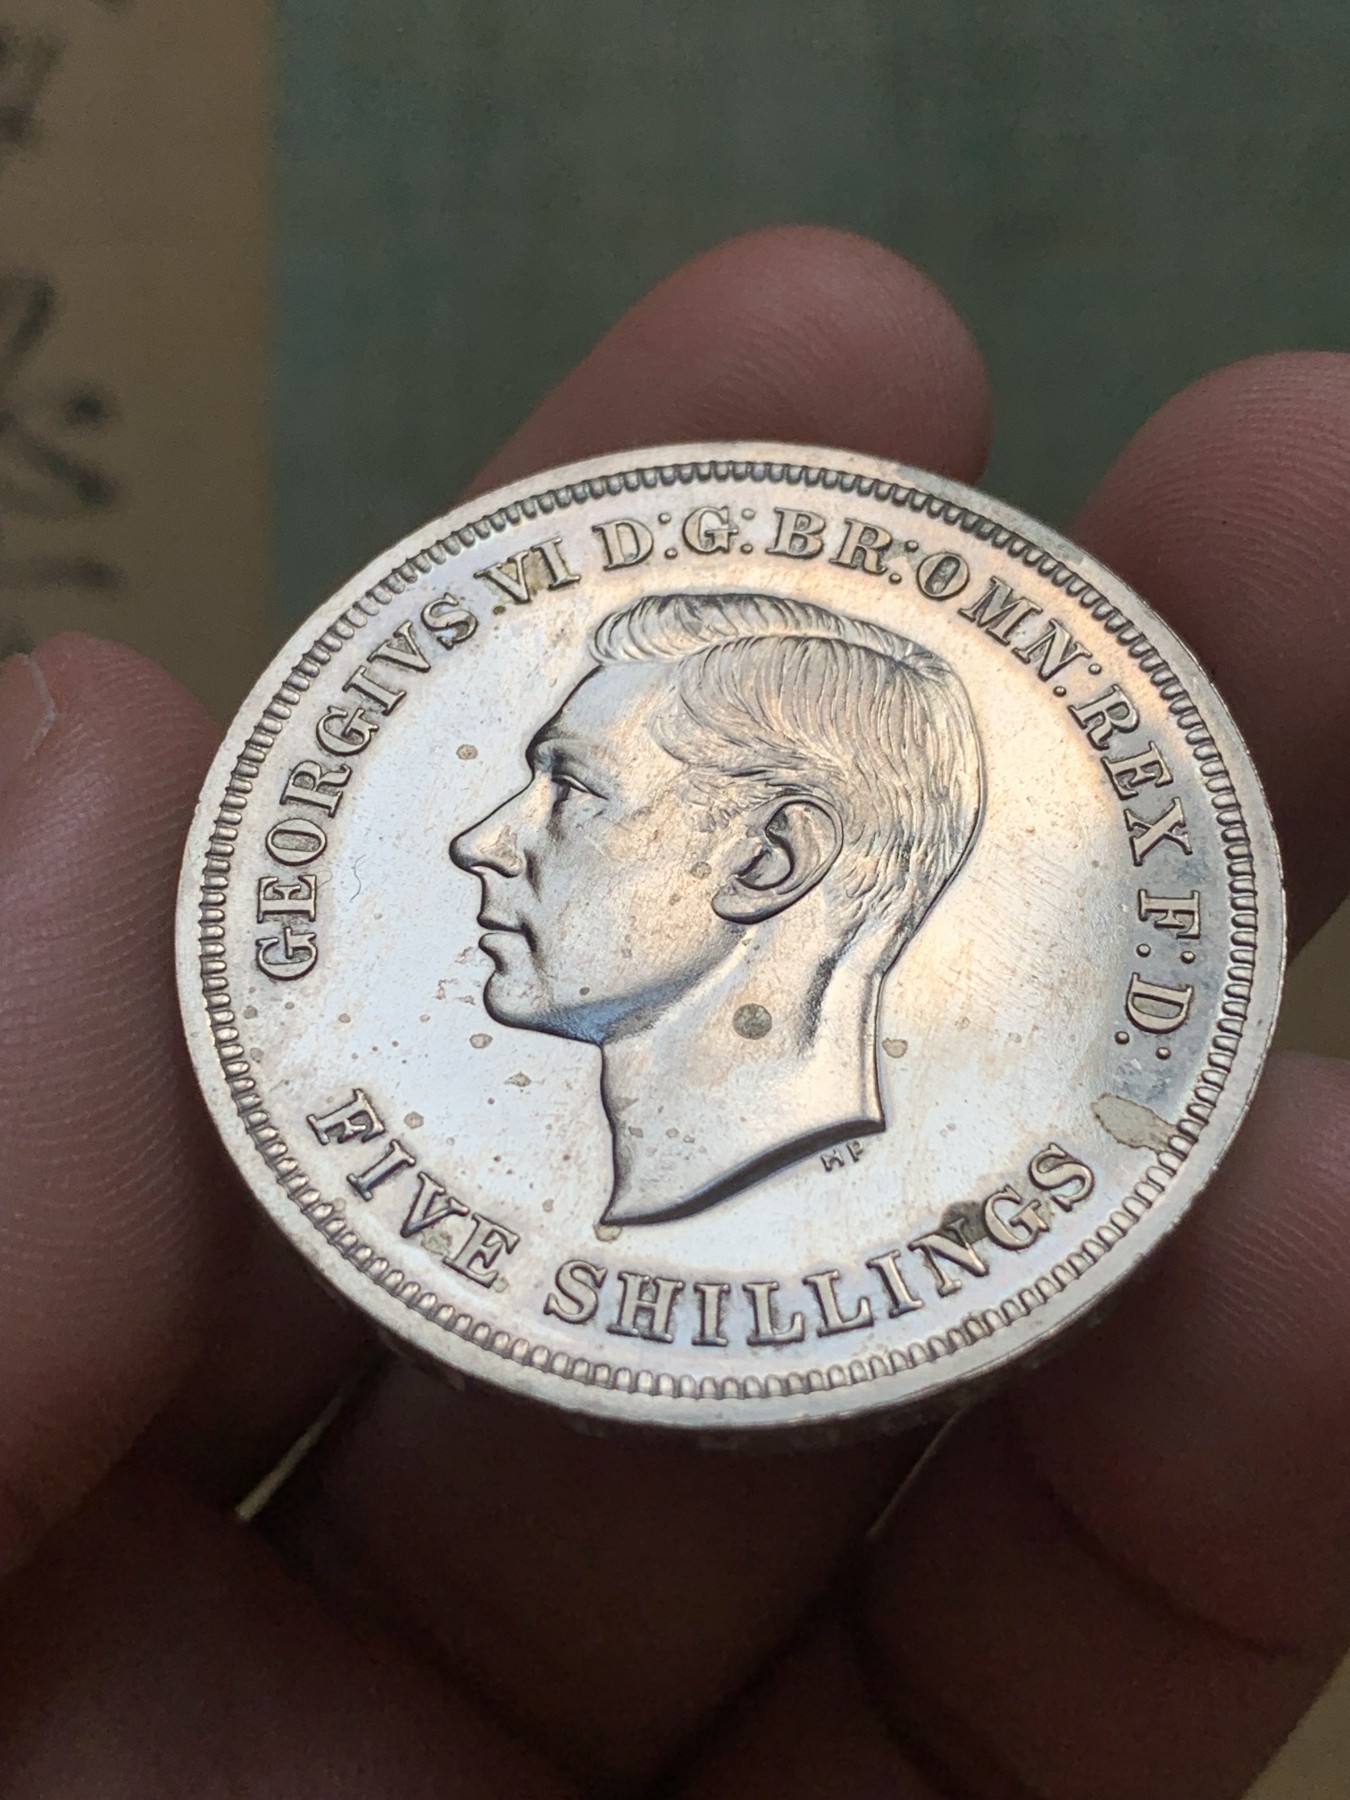 GEORGIVS VI D:G:BR:OMN:REX F:D:
FIVE SHILLINGS
HP